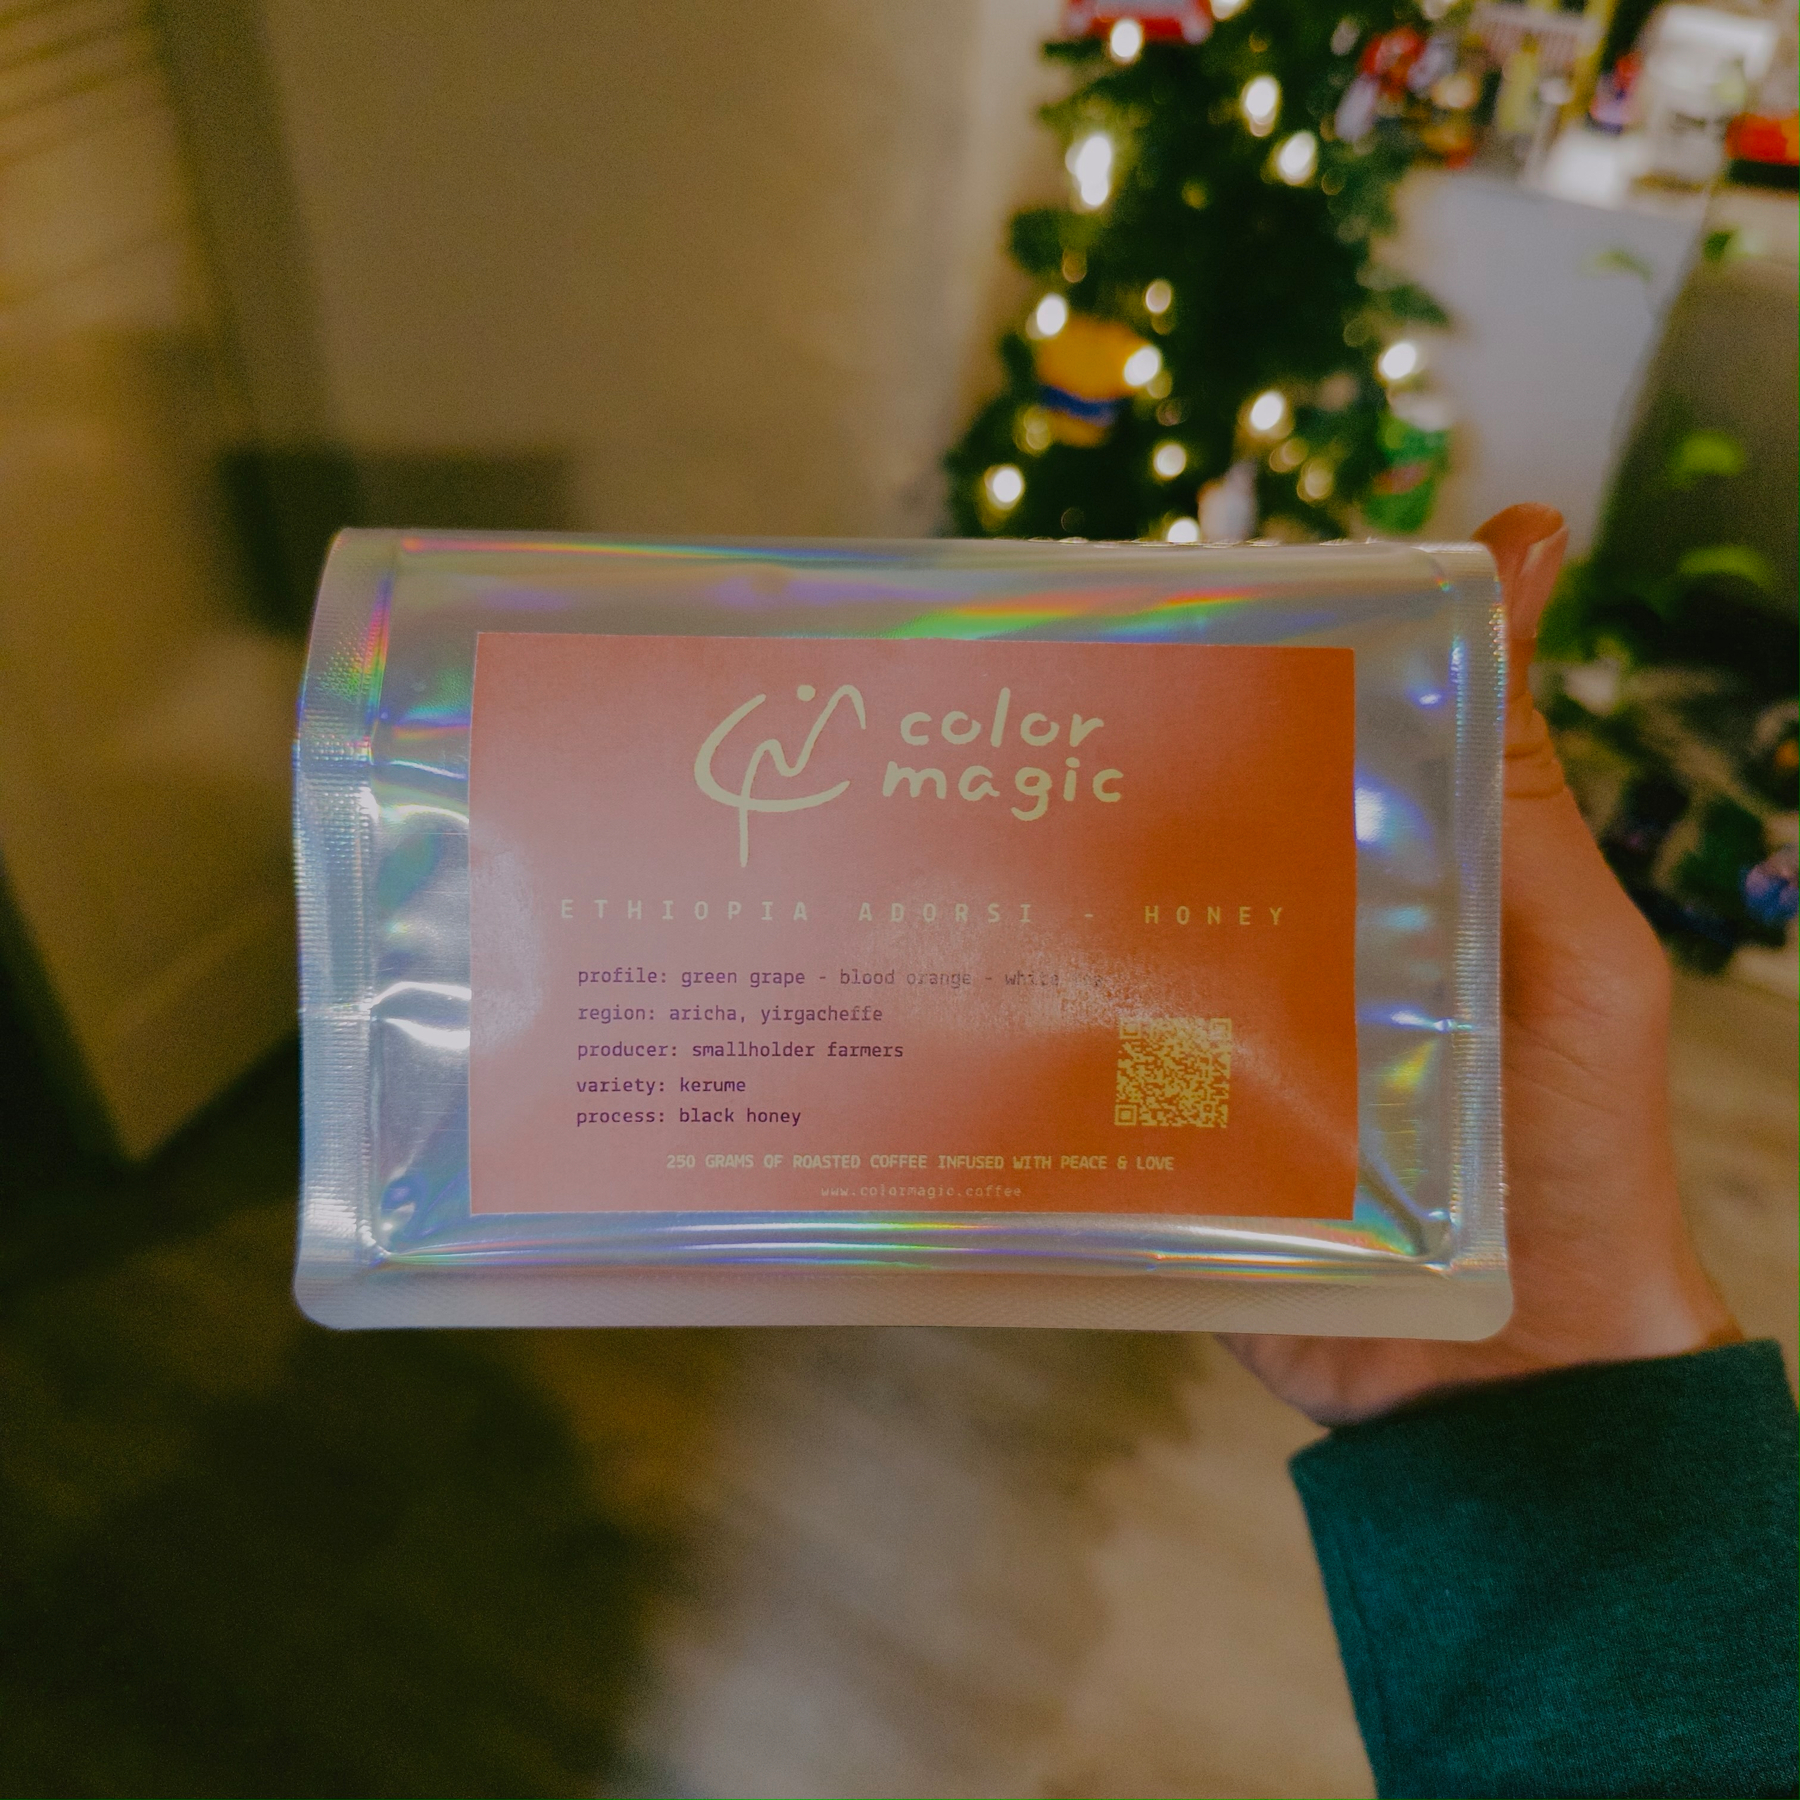 color
magic
ETHIOPIA ADORSI - HONEY
profile: green grape - blood orange - white
region: aricha, yirgacheffe
producer: smallholder farmers
variety: kerume
process: black honey
250 GRAMS OF ROASTED COFFEE INFUSED WITH PEACE & LOVE
www.colormagic.coffee